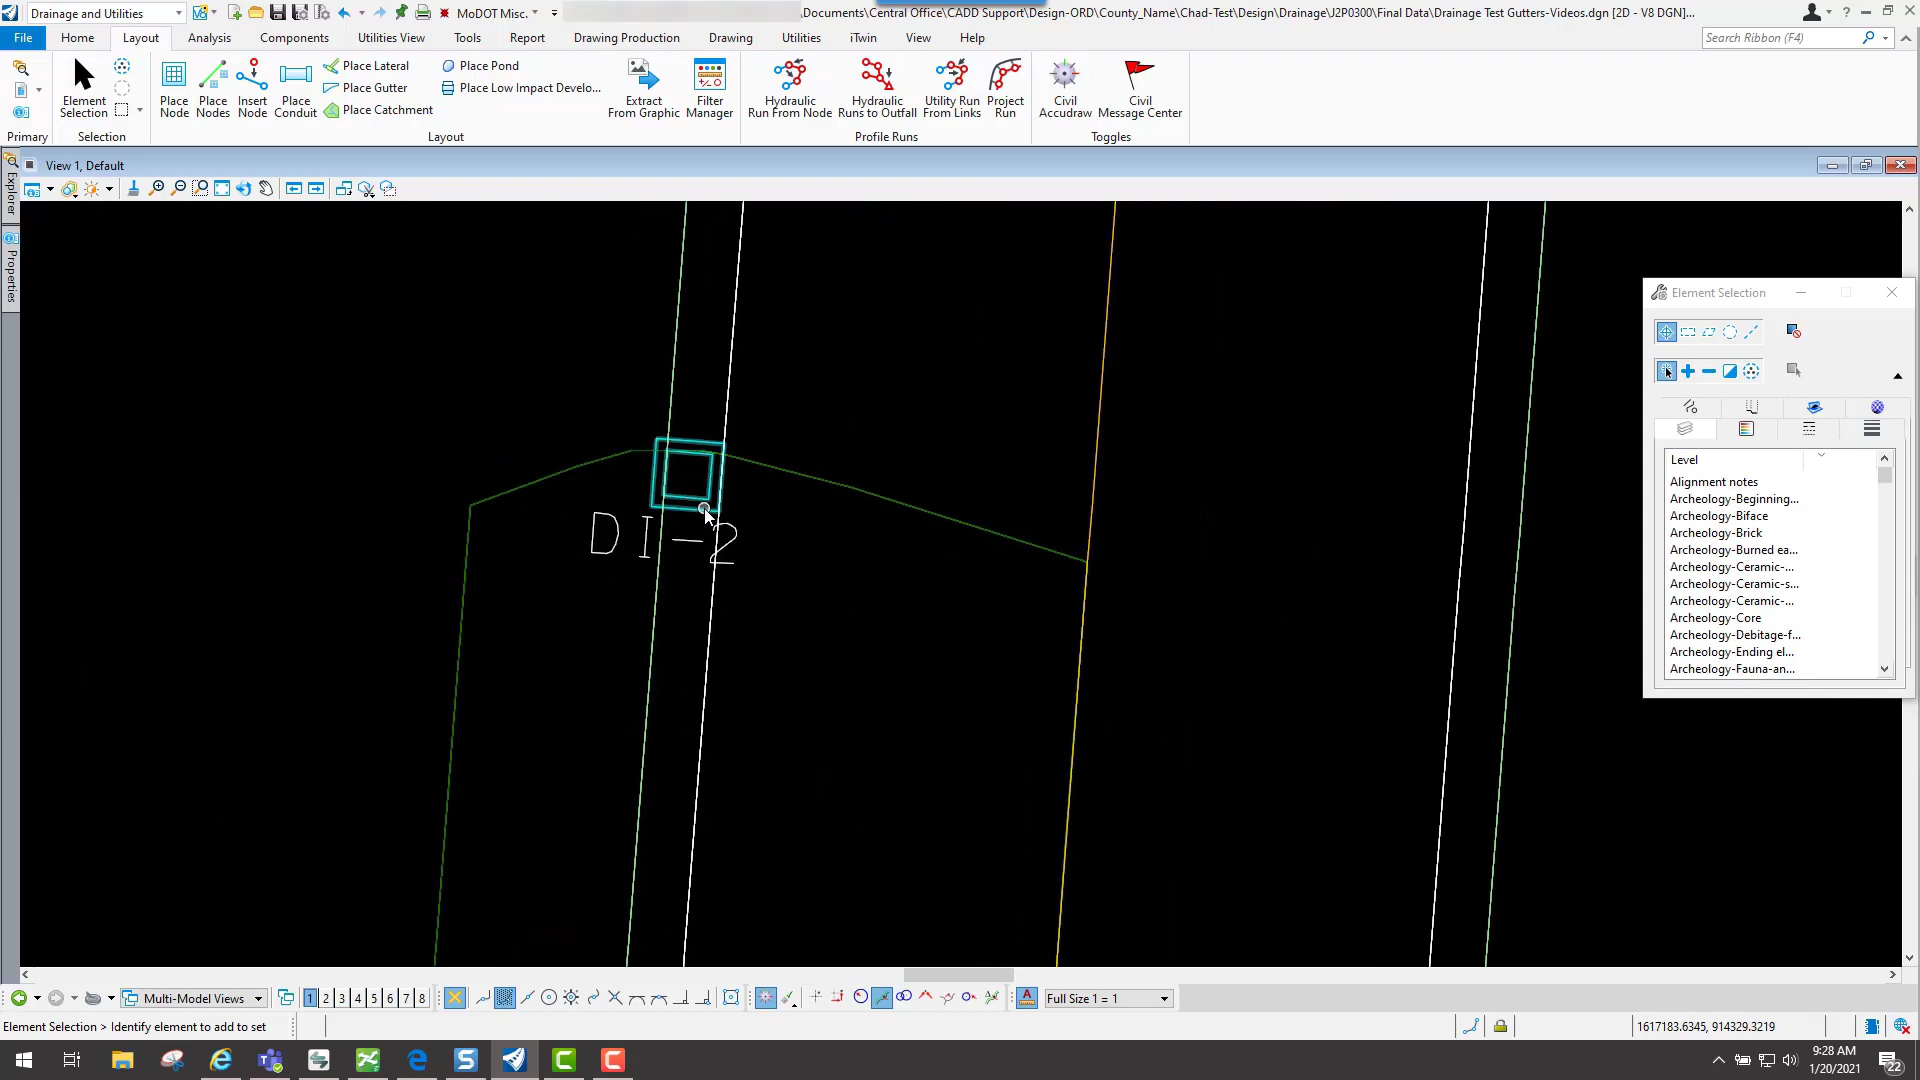 Drainage and Utilities
MoDOT Misc.
\Documents\Central Office\CADD Support\Design-ORD\County_Name\Chad-Test\Design\Drainage\J2P0300\Final Data\Drainage Test Gutters-Videos.dgn [2D - V8 DGN]...
File Home Layout Analysis Components Utilities View Tools Report Drawing Production Drawing Utilities iTwin View Help
Search Ribbon (F4)
Element Selection
Place Node
Place Nodes
Insert Node
Place Conduit
Place Lateral
Place Gutter
Place Catchment
Place Pond
Place Low Impact Develo...
Extract From Graphic
Filter Manager
Hydraulic Run From Node
Hydraulic Runs to Outfall
Utility Run From Links
Project Run
Civil Accudraw
Civil Message Center
Primary Selection Layout Profile Runs Toggles
View 1, Default
Explorer
Properties
DI-2
Element Selection
Level
Alignment notes
Archeology-Beginning...
Archeology-Biface
Archeology-Brick
Archeology-Burned ea...
Archeology-Ceramic-...
Archeology-Ceramic-s...
Archeology-Ceramic-...
Archeology-Core
Archeology-Debitage-f...
Archeology-Ending el...
Archeology-Fauna-an...
Multi-Model Views
1 2 3 4 5 6 7 8
Full Size 1 = 1
Element Selection > Identify element to add to set
1617183.6345, 914329.3219
9:28 AM
1/20/2021
22